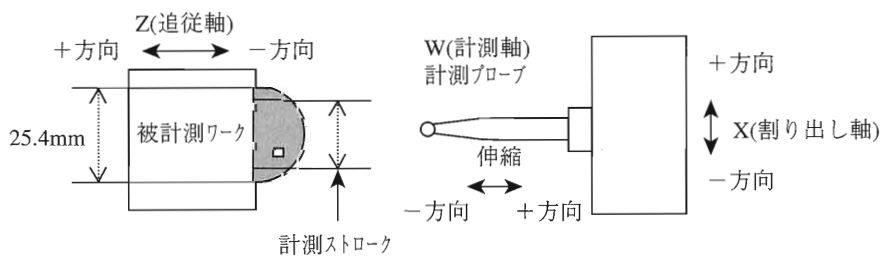 Z(追従軸)
+方向
-方向
25.4mm
被計測ワーク
計測ストローク
W(計測軸)
計測プローブ
伸縮
-方向
+方向
+方向
X(割り出し軸)
-方向